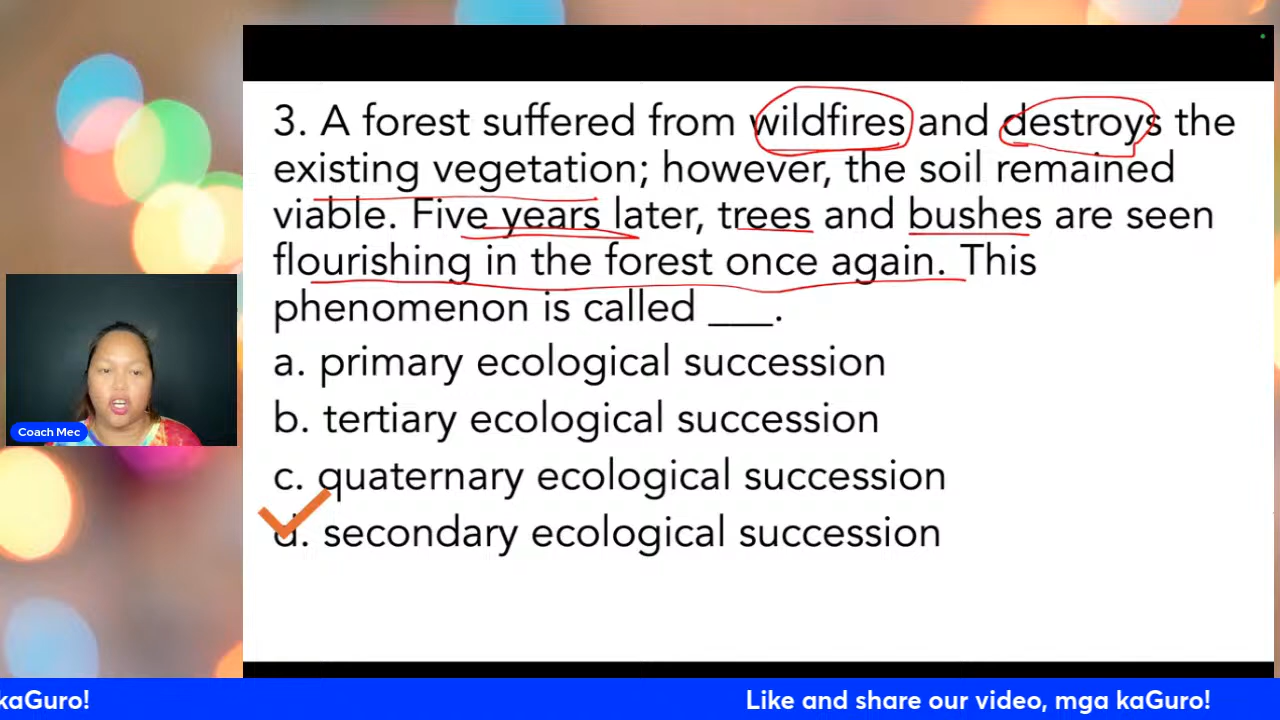 3. A forest suffered from wildfires and destroys the
existing vegetation; however, the soil remained
viable. Five years later, trees and bushes are seen
flourishing in the forest once again. This
phenomenon is called ___.
a. primary ecological succession
b. tertiary ecological succession
c. quaternary ecological succession
d. secondary ecological succession
Coach Mec
kaGuro! Like and share our video, mga kaGuro!